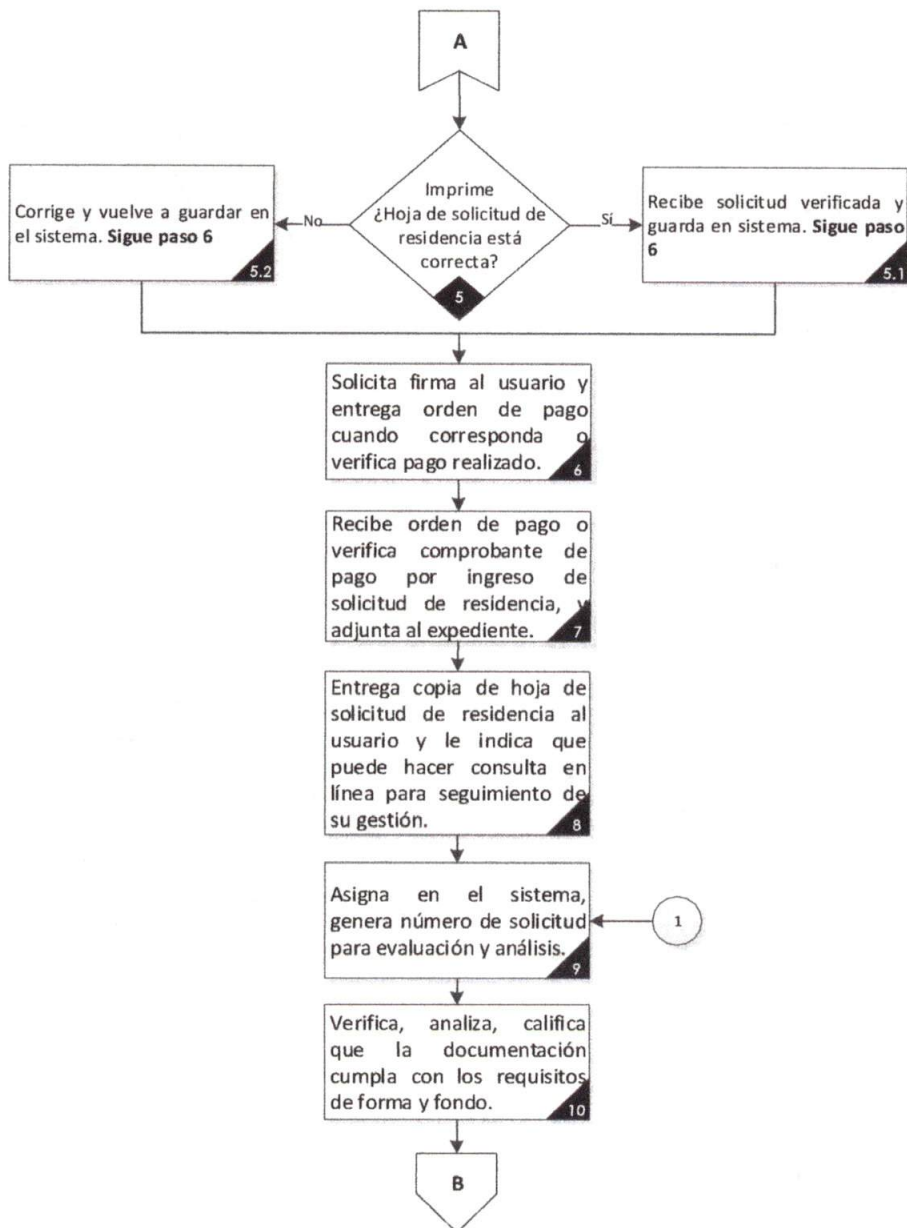 A
Imprime
¿Hoja de solicitud de
residencia está
correcta?
5
No
Sí
Corrige y vuelve a guardar en
el sistema. Sigue paso 6
5.2
Recibe solicitud verificada y
guarda en sistema. Sigue paso
6
5.1
Solicita firma al usuario y
entrega orden de pago
cuando corresponda o
verifica pago realizado.
6
Recibe orden de pago o
verifica comprobante de
pago por ingreso de
solicitud de residencia, y
adjunta al expediente.
7
Entrega copia de hoja de
solicitud de residencia al
usuario y le indica que
puede hacer consulta en
línea para seguimiento de
su gestión.
8
Asigna en el sistema,
genera número de solicitud
para evaluación y análisis.
9
1
Verifica, analiza, califica
que la documentación
cumpla con los requisitos
de forma y fondo.
10
B